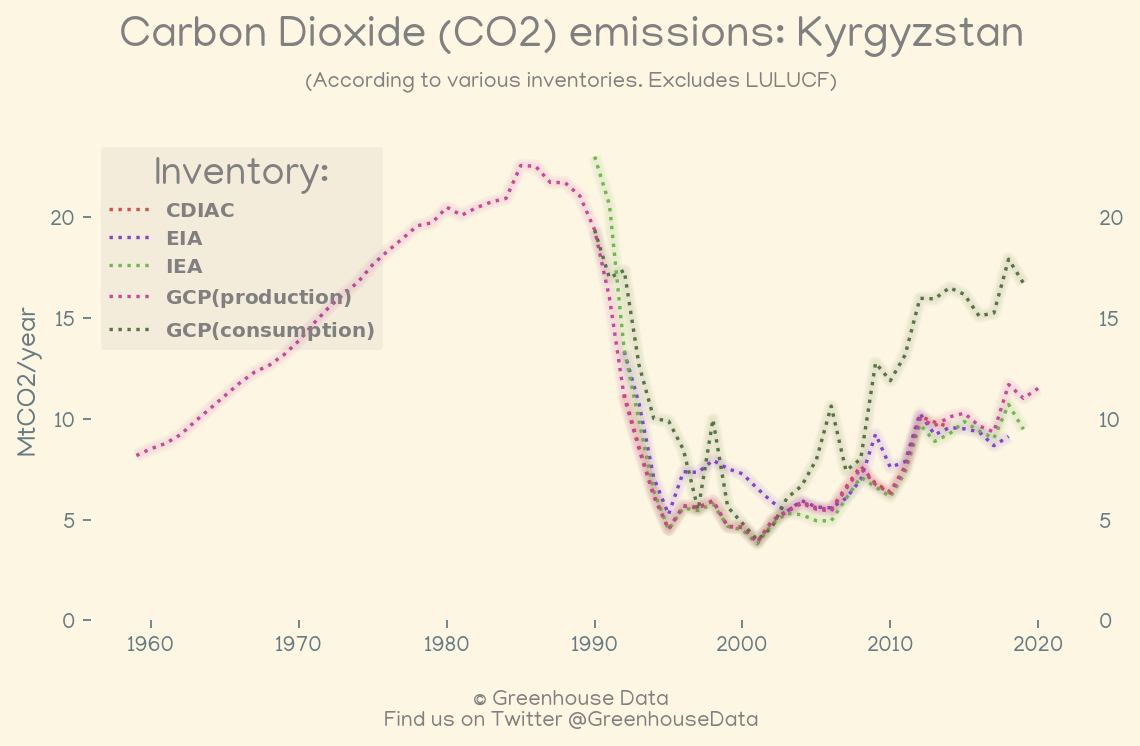 Carbon Dioxide (CO2) emissions: Kyrgyzstan
(According to various inventories. Excludes LULUCF)
Inventory:
CDIAC
EIA
IEA
GCP(production)
GCP(consumption)
MtCO2/year
20
15
10
5
0
20
15
10
5
0
1960 1970 1980 1990 2000 2010 2020
© Greenhouse Data
Find us on Twitter @GreenhouseData